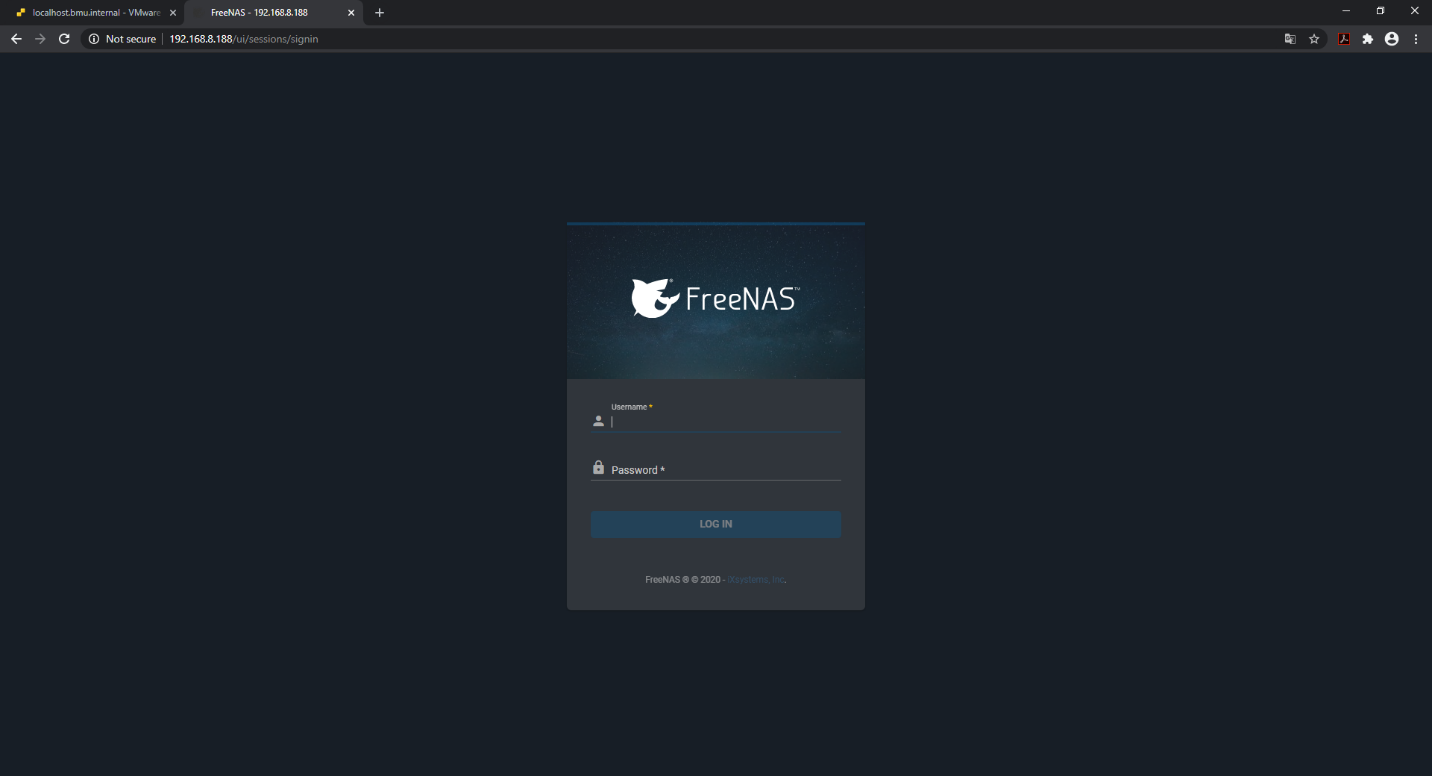 localhost.bmu.internal - VMware
FreeNAS - 192.168.8.188
Not secure
192.168.8.188/ui/sessions/signin
FreeNAS™
Username *
Password *
LOG IN
FreeNAS ® © 2020 - iXsystems, Inc.